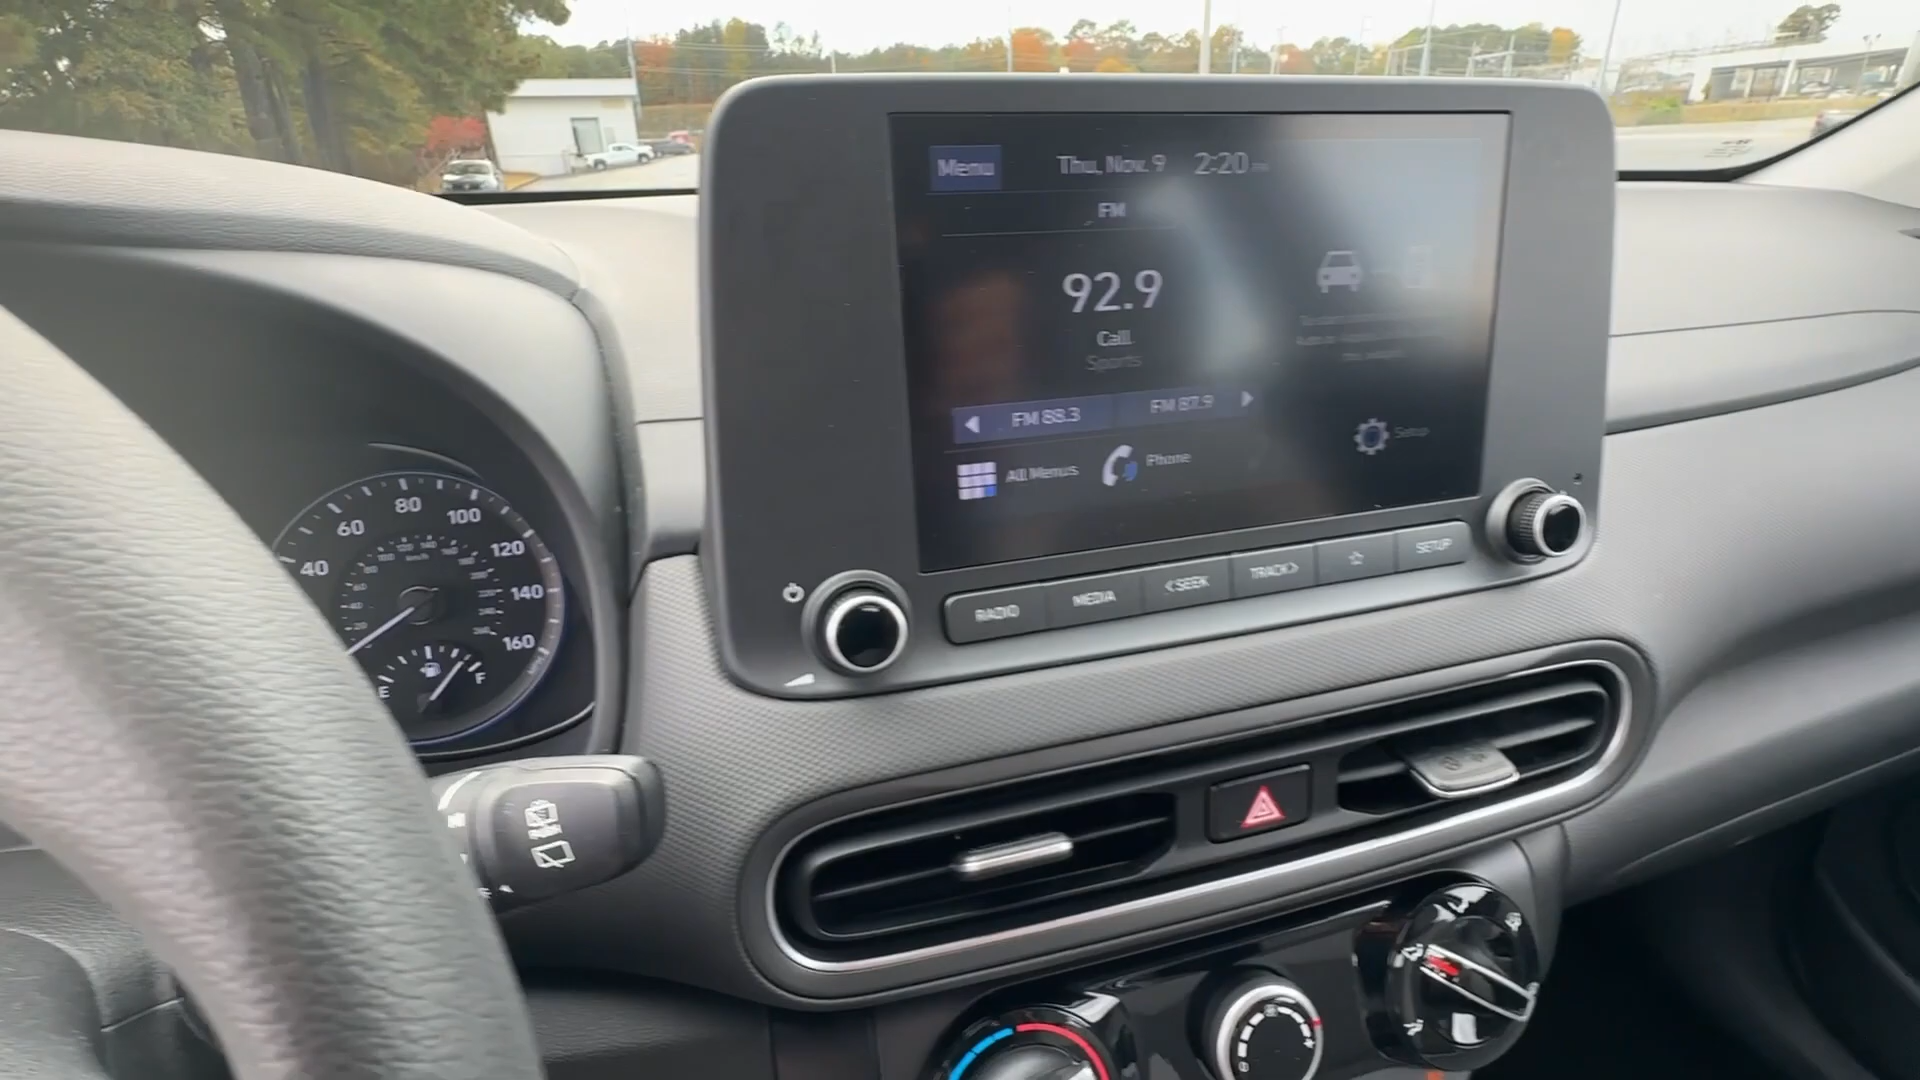 Menu Thu, Nov. 9 2:20
FM
92.9
Call
Sports
FM 88.3 FM 87.9
All Menus Phone Setup
RADIO MEDIA <SEEK TRACK> SETUP
40 60 80 100 120 140 160
E F